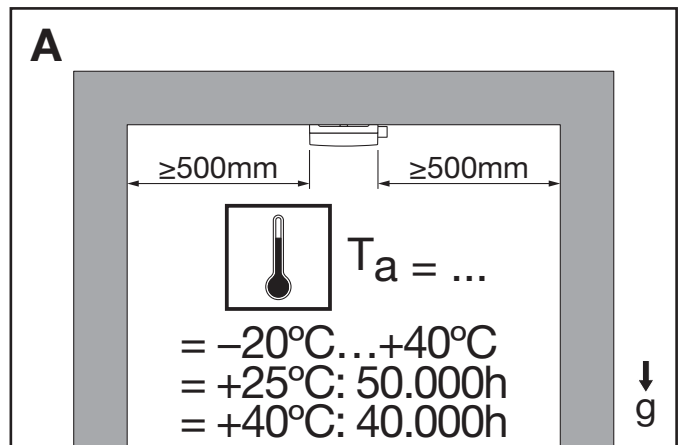 A
≥500mm ≥500mm
Ta = ...
= –20ºC...+40ºC
= +25ºC: 50.000h
= +40ºC: 40.000h
g